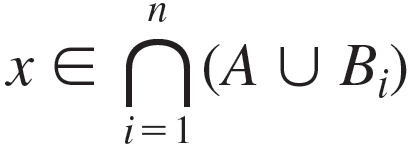 x ∈ ⋂_{i=1}^{n} (A ∪ B_i)